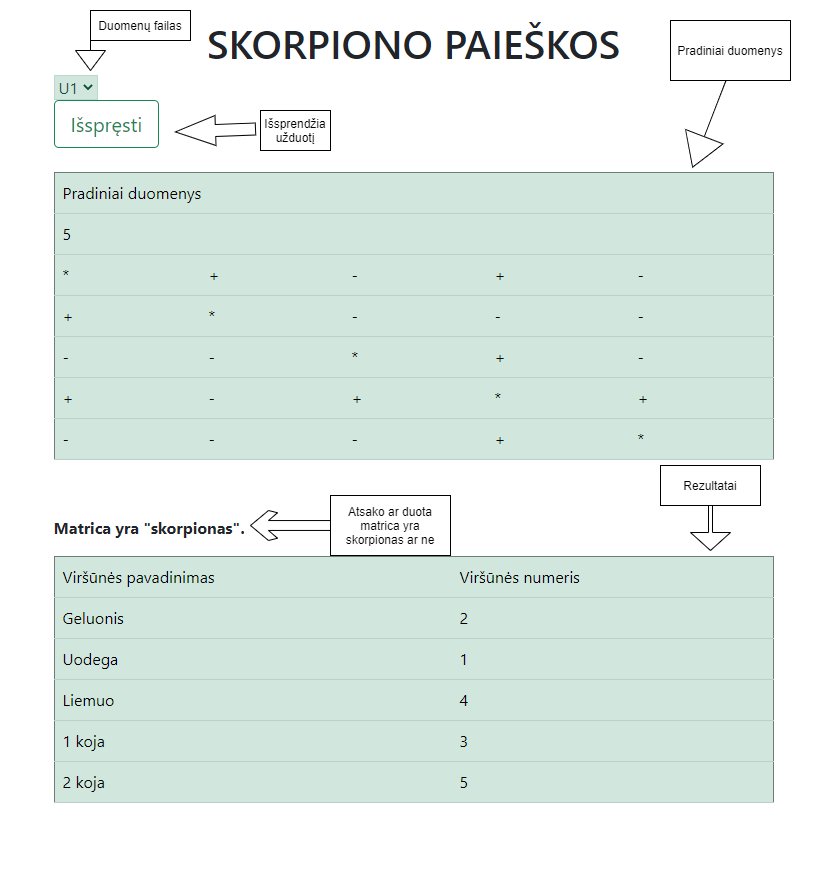 Duomenų failas
SKORPIONO PAIEŠKOS
Pradiniai duomenys
U1
Išspręsti
Išsprendžia
užduotį
Pradiniai duomenys
5
* + - + -
+ * - - -
- - * + -
+ - + * +
- - - + *
Rezultatai
Atsako ar duota
matrica yra
skorpionas ar ne
Matrica yra "skorpionas".
Viršūnės pavadinimas Viršūnės numeris
Geluonis 2
Uodega 1
Liemuo 4
1 koja 3
2 koja 5